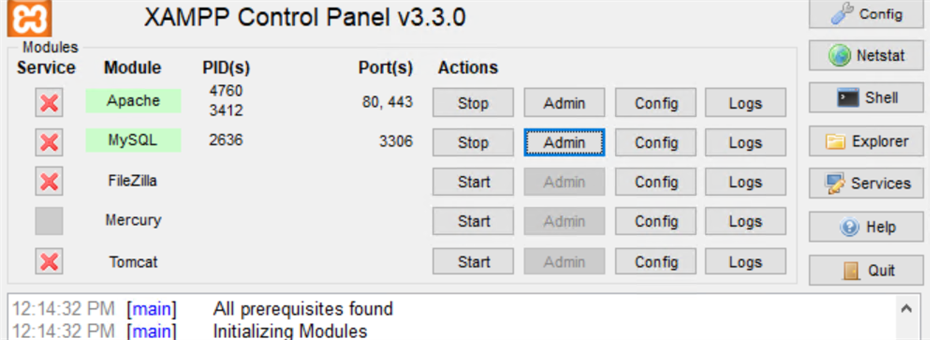 XAMPP Control Panel v3.3.0
Config
Modules
Service Module PID(s) Port(s) Actions
Netstat
Apache 4760 80, 443 Stop Admin Config Logs
3412
Shell
MySQL 2636 3306 Stop Admin Config Logs
Explorer
FileZilla Start Admin Config Logs
Services
Mercury Start Admin Config Logs
Help
Tomcat Start Admin Config Logs
Quit
12:14:32 PM [main] All prerequisites found
12:14:32 PM [main] Initializing Modules